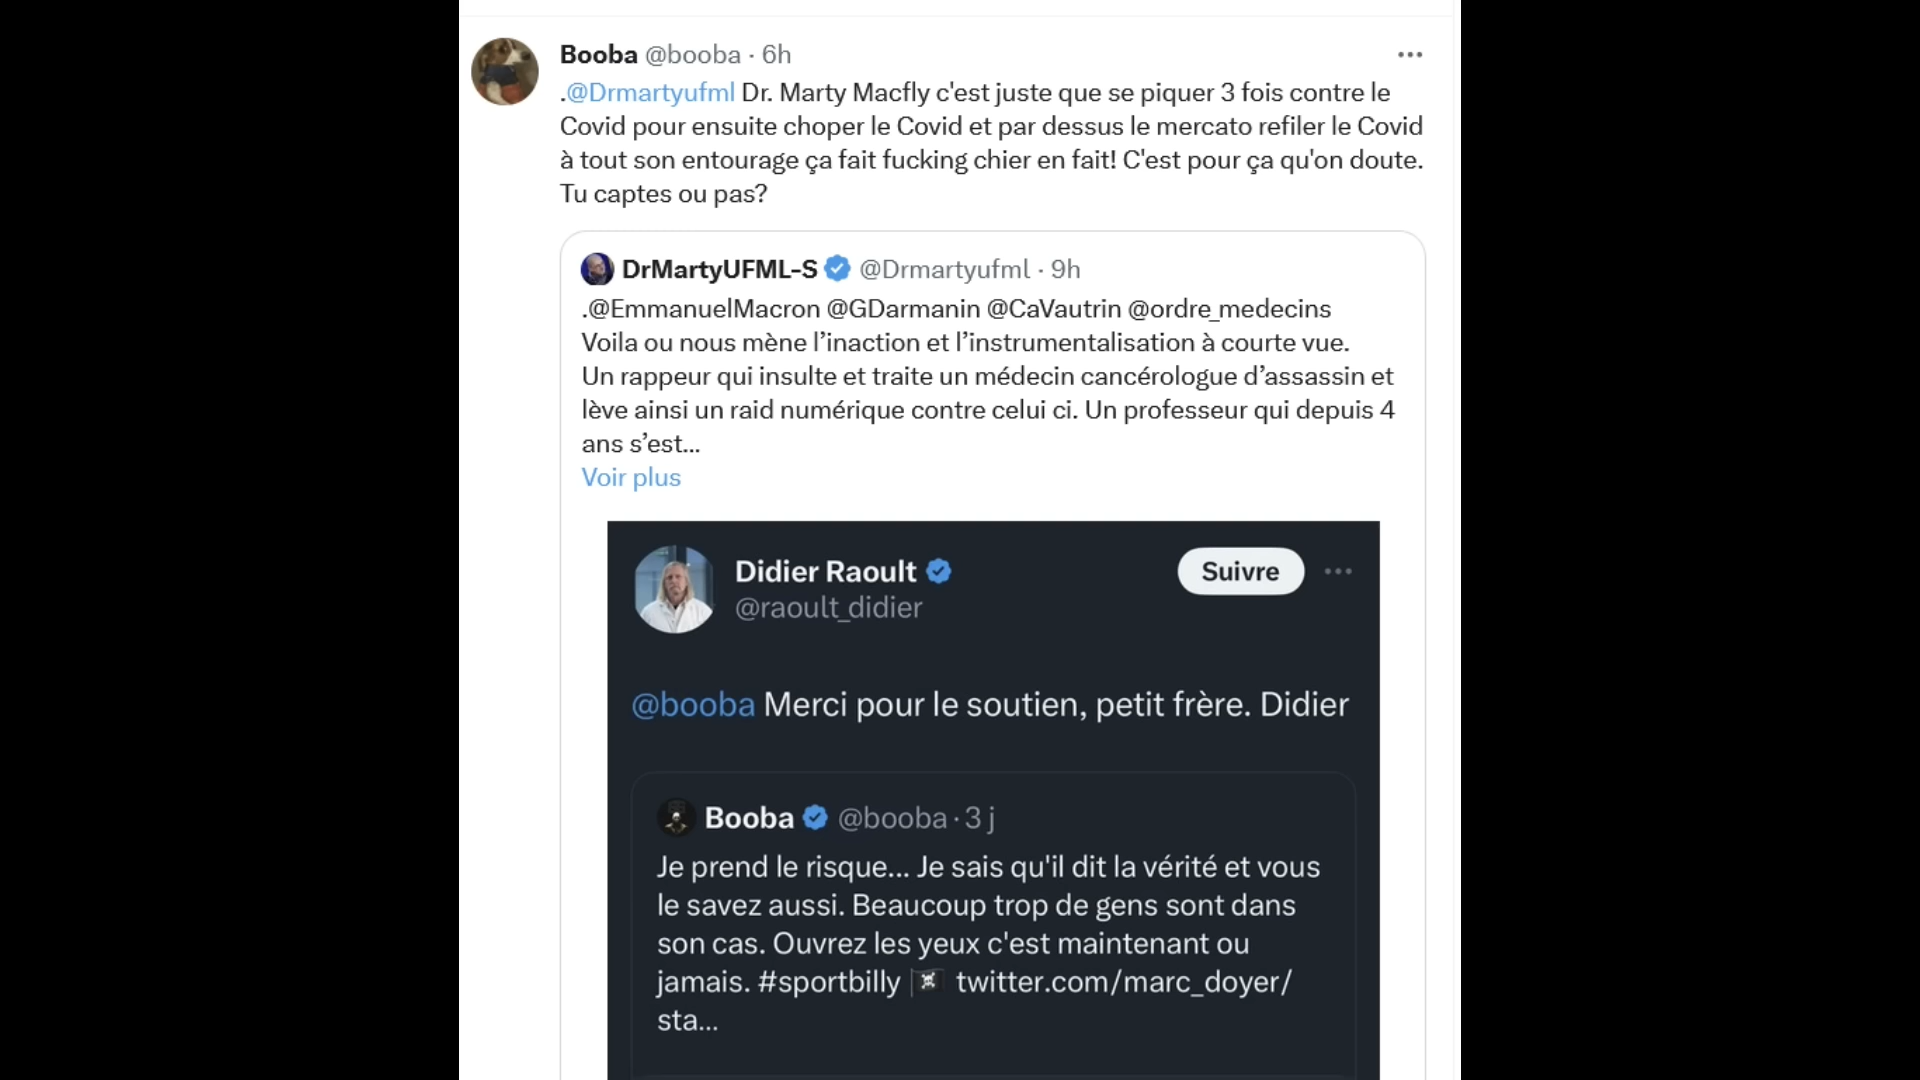 Booba @booba · 6h
.@Drmartyufml Dr. Marty Macfly c'est juste que se piquer 3 fois contre le
Covid pour ensuite choper le Covid et par dessus le mercato refiler le Covid
à tout son entourage ça fait fucking chier en fait! C'est pour ça qu'on doute.
Tu captes ou pas?
DrMartyUFML-S @Drmartyufml · 9h
.@EmmanuelMacron @GDarmanin @CaVautrin @ordre_medecins
Voila ou nous mène l’inaction et l’instrumentalisation à courte vue.
Un rappeur qui insulte et traite un médecin cancérologue d’assassin et
lève ainsi un raid numérique contre celui ci. Un professeur qui depuis 4
ans s’est...
Voir plus
Didier Raoult
Suivre
@raoult_didier
@booba Merci pour le soutien, petit frère. Didier
Booba @booba · 3 j
Je prend le risque... Je sais qu'il dit la vérité et vous
le savez aussi. Beaucoup trop de gens sont dans
son cas. Ouvrez les yeux c'est maintenant ou
jamais. #sportbilly 🏴‍☠️ twitter.com/marc_doyer/
sta...